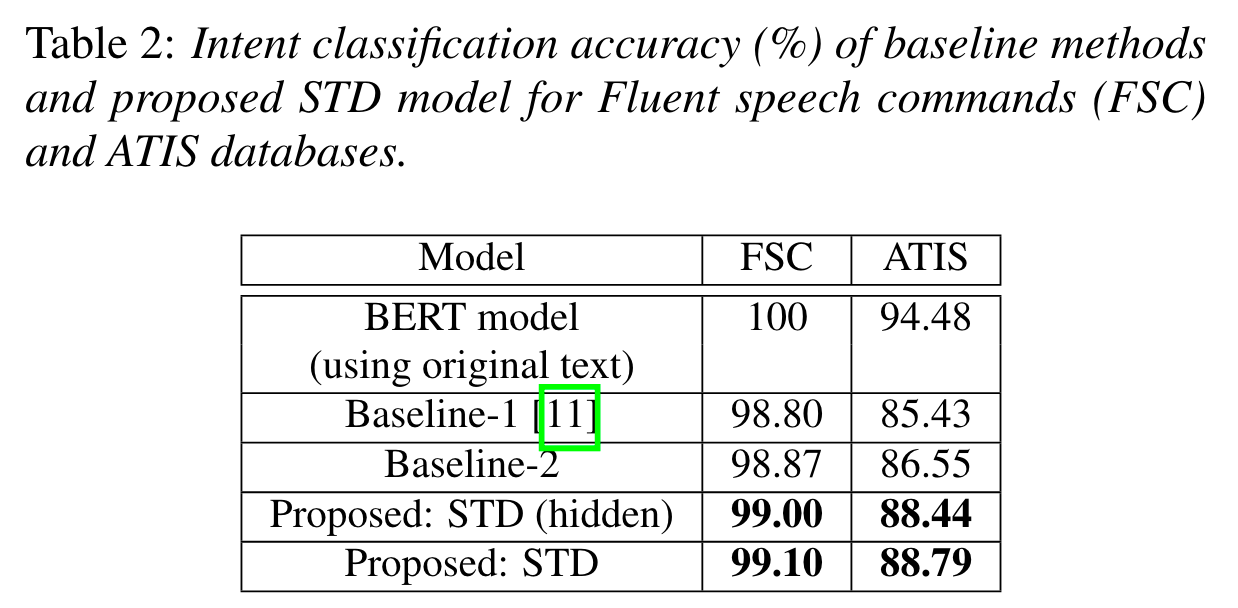 Table 2: Intent classification accuracy (%) of baseline methods
and proposed STD model for Fluent speech commands (FSC)
and ATIS databases.
Model FSC ATIS
BERT model 100 94.48
(using original text)
Baseline-1 [11] 98.80 85.43
Baseline-2 98.87 86.55
Proposed: STD (hidden) 99.00 88.44
Proposed: STD 99.10 88.79